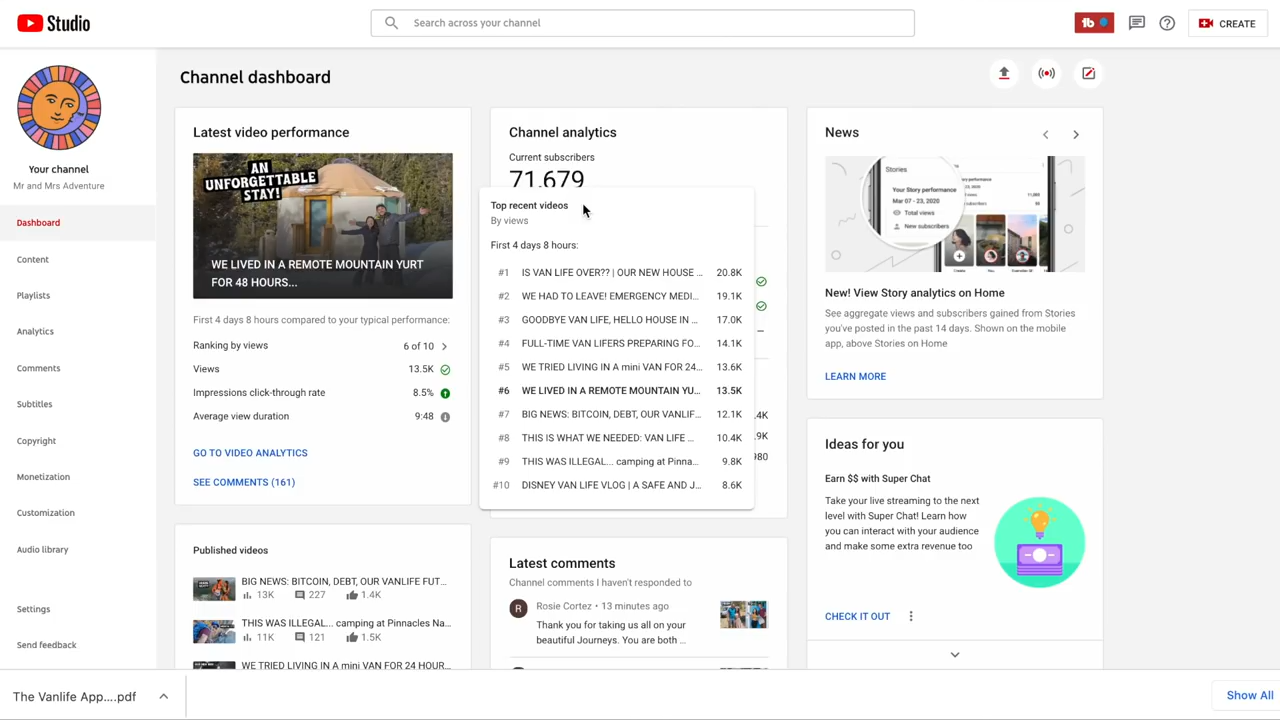 Studio
Search across your channel
CREATE
Your channel
Mr and Mrs Adventure
Dashboard
Content
Playlists
Analytics
Comments
Subtitles
Copyright
Monetization
Customization
Audio library
Settings
Send feedback
Channel dashboard
Latest video performance
AN
UNFORGETTABLE
STAY!
WE LIVED IN A REMOTE MOUNTAIN YURT
FOR 48 HOURS...
First 4 days 8 hours compared to your typical performance:
Ranking by views 6 of 10
Views 13.5K
Impressions click-through rate 8.5%
Average view duration 9:48
GO TO VIDEO ANALYTICS
SEE COMMENTS (161)
Published videos
BIG NEWS: BITCOIN, DEBT, OUR VANLIFE FUT...
13K 227 1.4K
THIS WAS ILLEGAL... camping at Pinnacles Na...
11K 121 1.5K
WE TRIED LIVING IN A mini VAN FOR 24 HOUR...
Channel analytics
Current subscribers
71,679
Top recent videos
By views
First 4 days 8 hours:
#1 IS VAN LIFE OVER?? | OUR NEW HOUSE ... 20.8K
#2 WE HAD TO LEAVE! EMERGENCY MEDI... 19.1K
#3 GOODBYE VAN LIFE, HELLO HOUSE IN ... 17.0K
#4 FULL-TIME VAN LIFERS PREPARING FO... 14.1K
#5 WE TRIED LIVING IN A mini VAN FOR 24... 13.6K
#6 WE LIVED IN A REMOTE MOUNTAIN YU... 13.5K
#7 BIG NEWS: BITCOIN, DEBT, OUR VANLIF... 12.1K
#8 THIS IS WHAT WE NEEDED: VAN LIFE ... 10.4K
#9 THIS WAS ILLEGAL... camping at Pinna... 9.8K
#10 DISNEY VAN LIFE VLOG | A SAFE AND J... 8.6K
.4K
.9K
980
Latest comments
Channel comments I haven't responded to
R
Rosie Cortez • 13 minutes ago
Thank you for taking us all on your
beautiful Journeys. You are both ...
News
Stories
Your Story performance
Mar 07 - 23, 2020
Total views
New subscribers
New! View Story analytics on Home
See aggregate views and subscribers gained from Stories
you've posted in the past 14 days. Shown on the mobile
app, above Stories on Home
LEARN MORE
Ideas for you
Earn $$ with Super Chat
Take your live streaming to the next
level with Super Chat! Learn how
you can interact with your audience
and make some extra revenue too
CHECK IT OUT
The Vanlife App....pdf
Show All